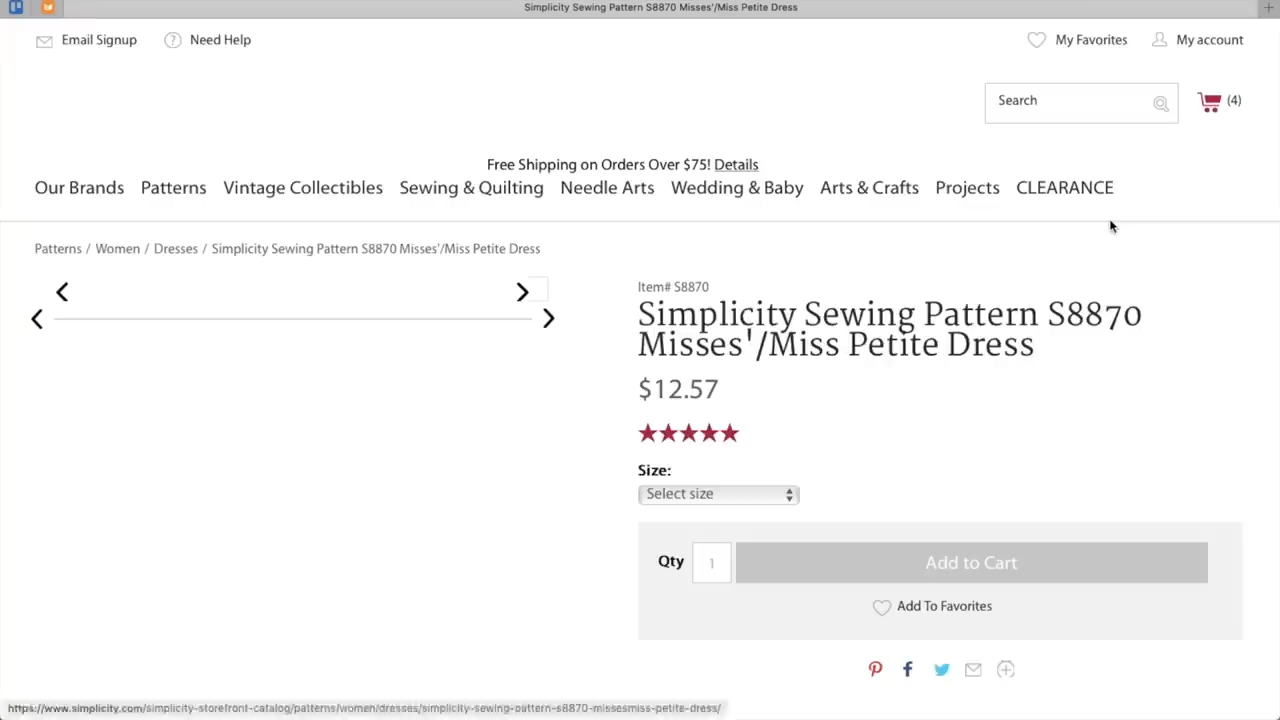 Simplicity Sewing Pattern S8870 Misses'/Miss Petite Dress
Email Signup
Need Help
My Favorites
My account
Search
(4)
Free Shipping on Orders Over $75! Details
Our Brands Patterns Vintage Collectibles Sewing & Quilting Needle Arts Wedding & Baby Arts & Crafts Projects CLEARANCE
Patterns / Women / Dresses / Simplicity Sewing Pattern S8870 Misses'/Miss Petite Dress
Item# S8870
Simplicity Sewing Pattern S8870
Misses'/Miss Petite Dress
$12.57
Size:
Select size
Qty 1 Add to Cart
Add To Favorites
https://www.simplicity.com/simplicity-storefront-catalog/patterns/women/dresses/simplicity-sewing-pattern-s8870-missesmiss-petite-dress/